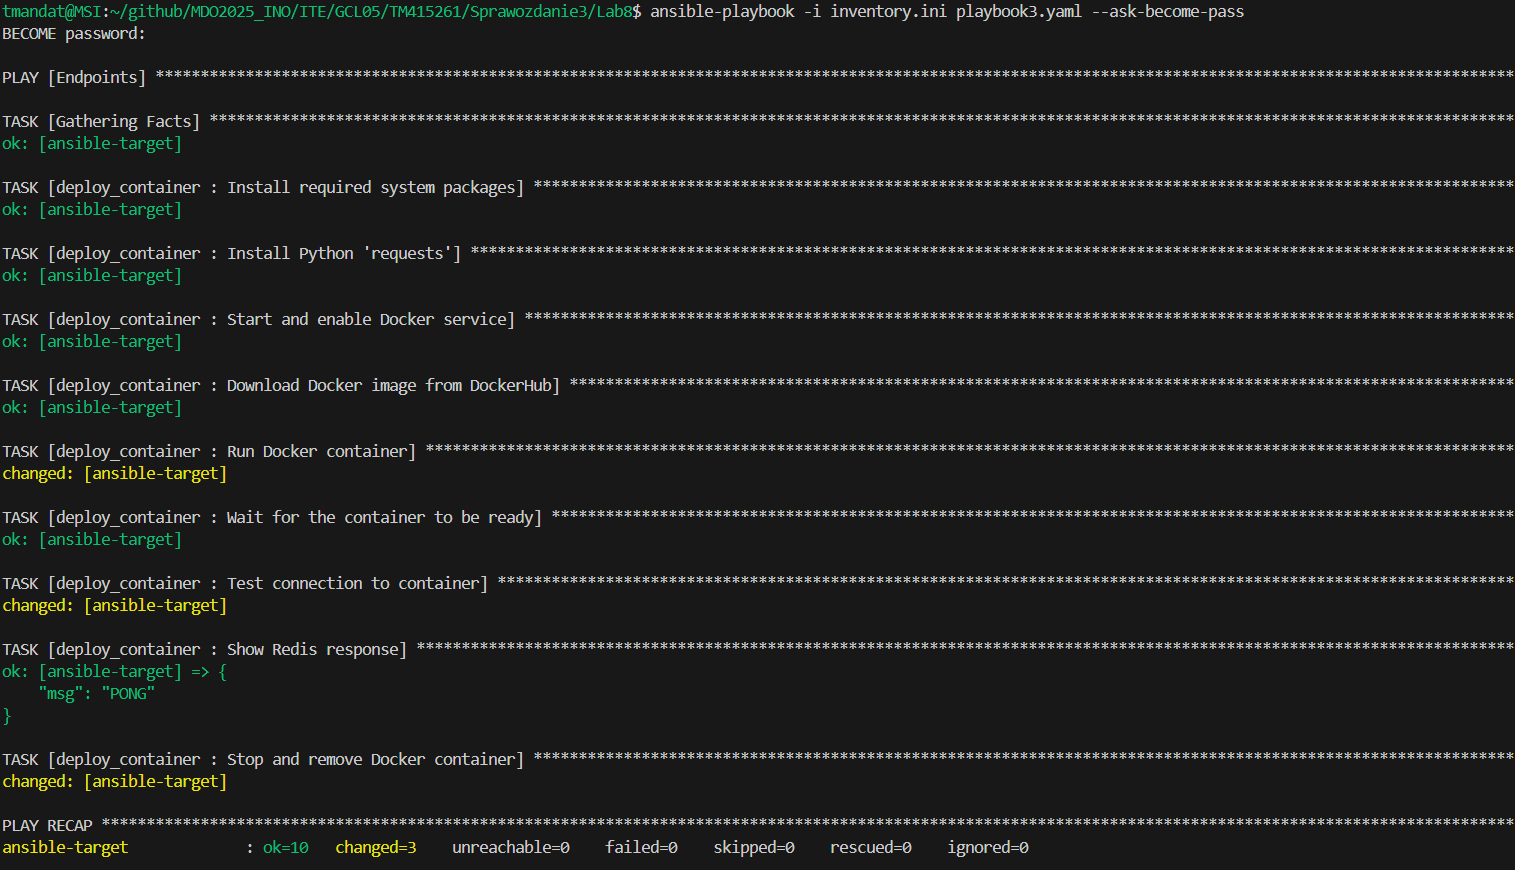 tmandat@MSI:~/github/MDO2025_INO/ITE/GCL05/TM415261/Sprawozdanie3/Lab8$ ansible-playbook -i inventory.ini playbook3.yaml --ask-become-pass
BECOME password:
PLAY [Endpoints] *******************************************************************************************************************************************************
TASK [Gathering Facts] *************************************************************************************************************************************************
ok: [ansible-target]
TASK [deploy_container : Install required system packages] *************************************************************************************************************
ok: [ansible-target]
TASK [deploy_container : Install Python 'requests'] ********************************************************************************************************************
ok: [ansible-target]
TASK [deploy_container : Start and enable Docker service] **************************************************************************************************************
ok: [ansible-target]
TASK [deploy_container : Download Docker image from DockerHub] *********************************************************************************************************
ok: [ansible-target]
TASK [deploy_container : Run Docker container] *************************************************************************************************************************
changed: [ansible-target]
TASK [deploy_container : Wait for the container to be ready] ***********************************************************************************************************
ok: [ansible-target]
TASK [deploy_container : Test connection to container] *****************************************************************************************************************
changed: [ansible-target]
TASK [deploy_container : Show Redis response] **************************************************************************************************************************
ok: [ansible-target] => {
    "msg": "PONG"
}
TASK [deploy_container : Stop and remove Docker container] *************************************************************************************************************
changed: [ansible-target]
PLAY RECAP *************************************************************************************************************************************************************
ansible-target             : ok=10   changed=3    unreachable=0    failed=0    skipped=0    rescued=0    ignored=0